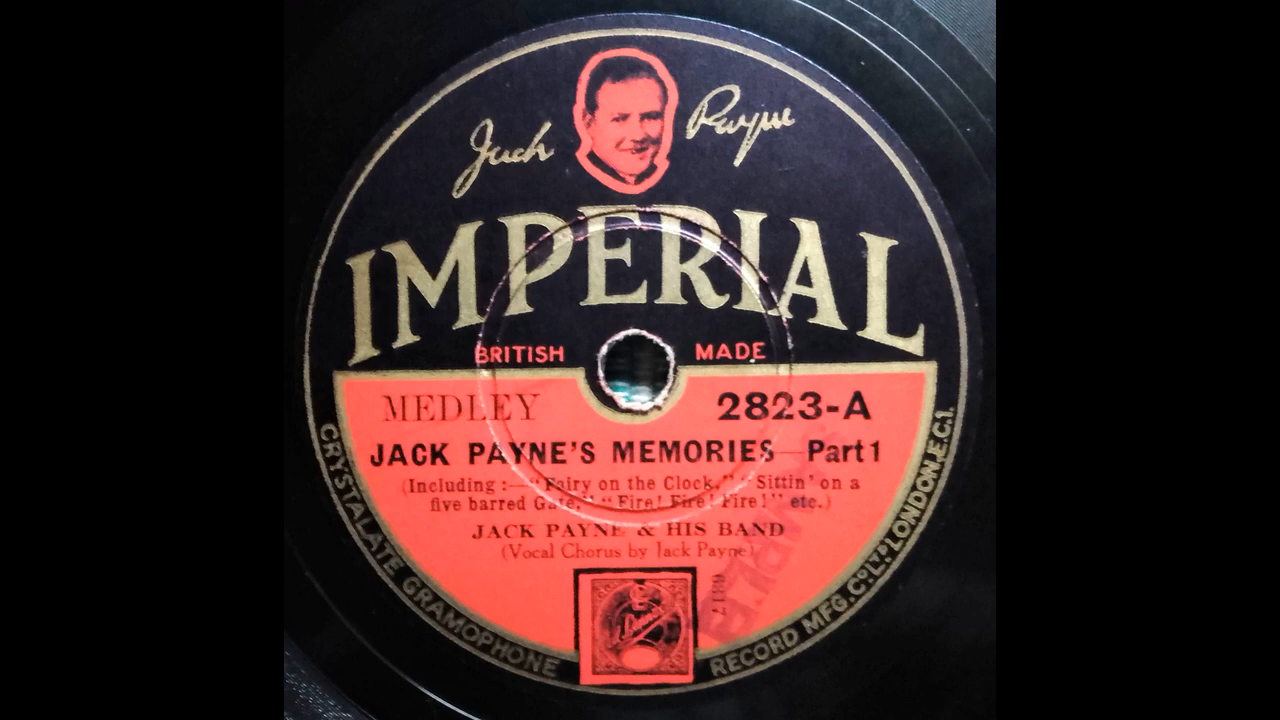 Jack Payne
IMPERIAL
BRITISH MADE
MEDLEY 2823-A
JACK PAYNE'S MEMORIES—Part 1
(Including :—"Fairy on the Clock," "Sittin' on a
five barred Gate," "Fire! Fire! Fire!" etc.)
JACK PAYNE & HIS BAND
(Vocal Chorus by Jack Payne)
CRYSTALATE GRAMOPHONE RECORD MFG. CO. LTD. LONDON. E.C.1.